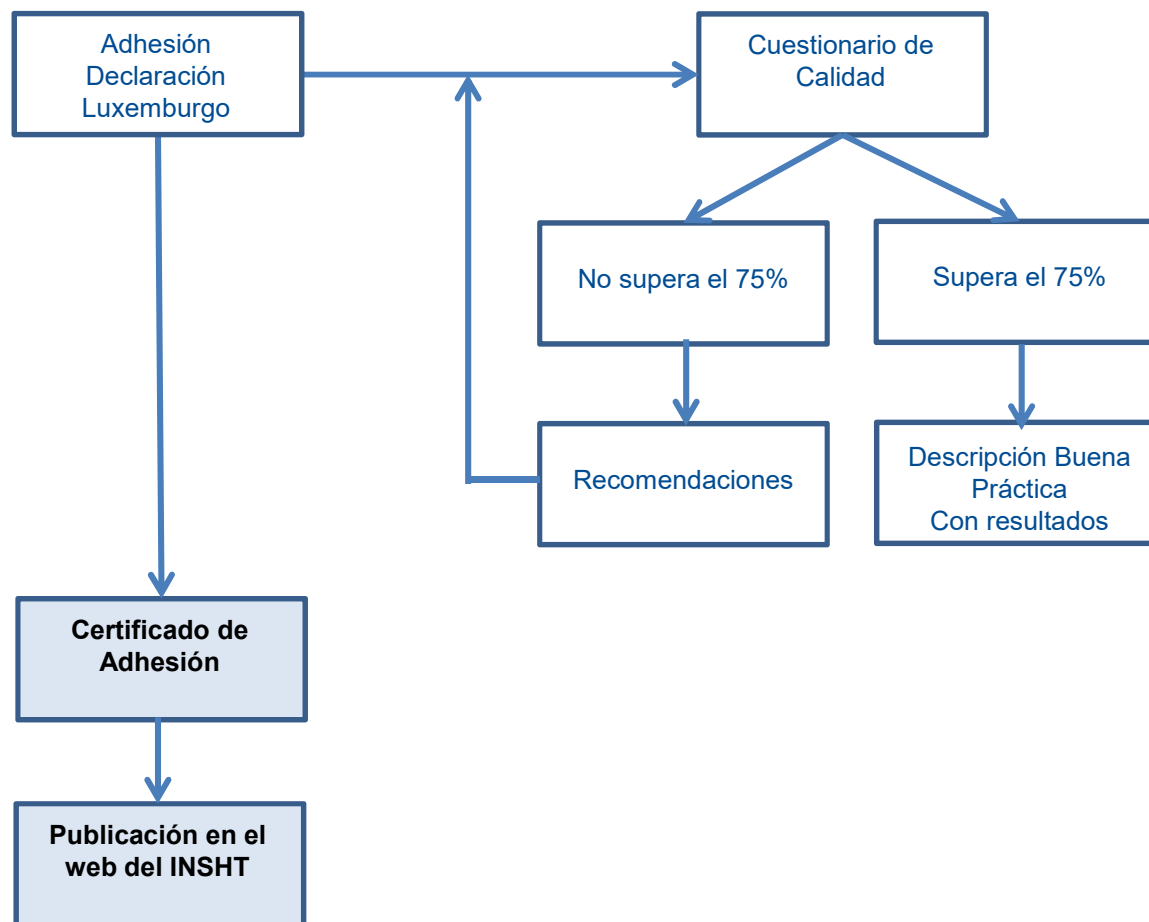 Adhesión
Declaración
Luxemburgo
Cuestionario de
Calidad
No supera el 75%
Supera el 75%
Recomendaciones
Descripción Buena
Práctica
Con resultados
Certificado de
Adhesión
Publicación en el
web del INSHT